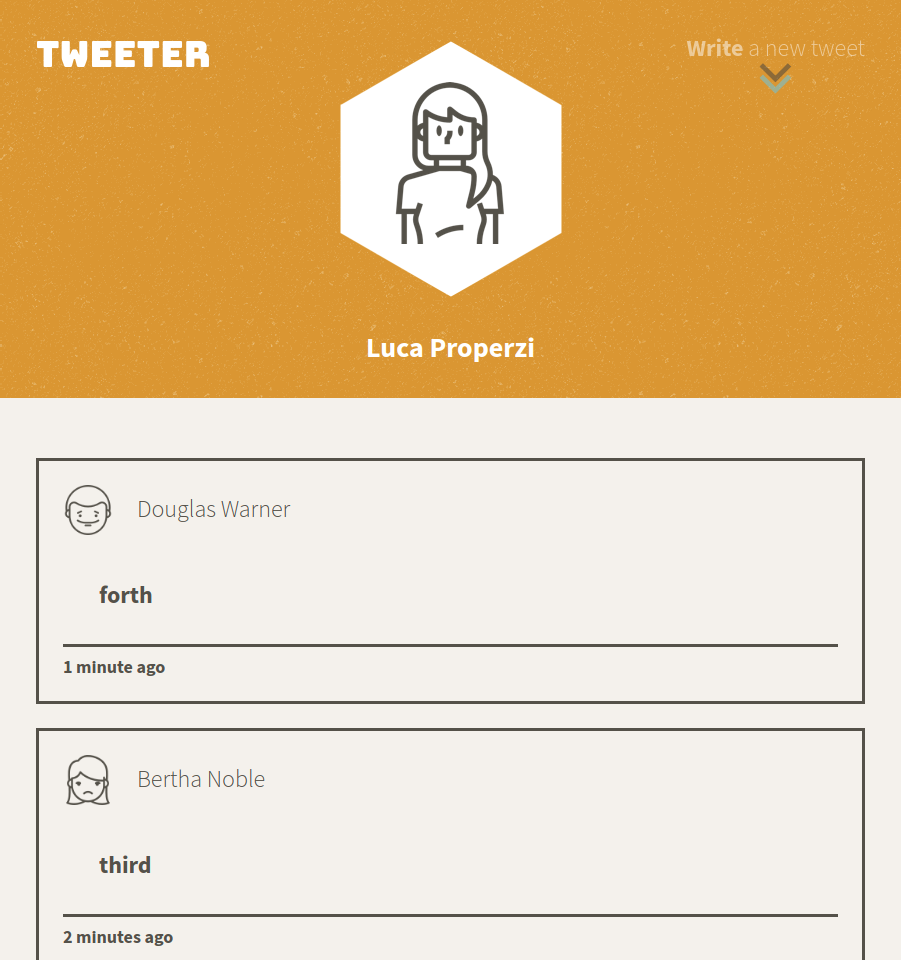 TWEETER
Write a new tweet
Luca Properzi
Douglas Warner
forth
1 minute ago
Bertha Noble
third
2 minutes ago